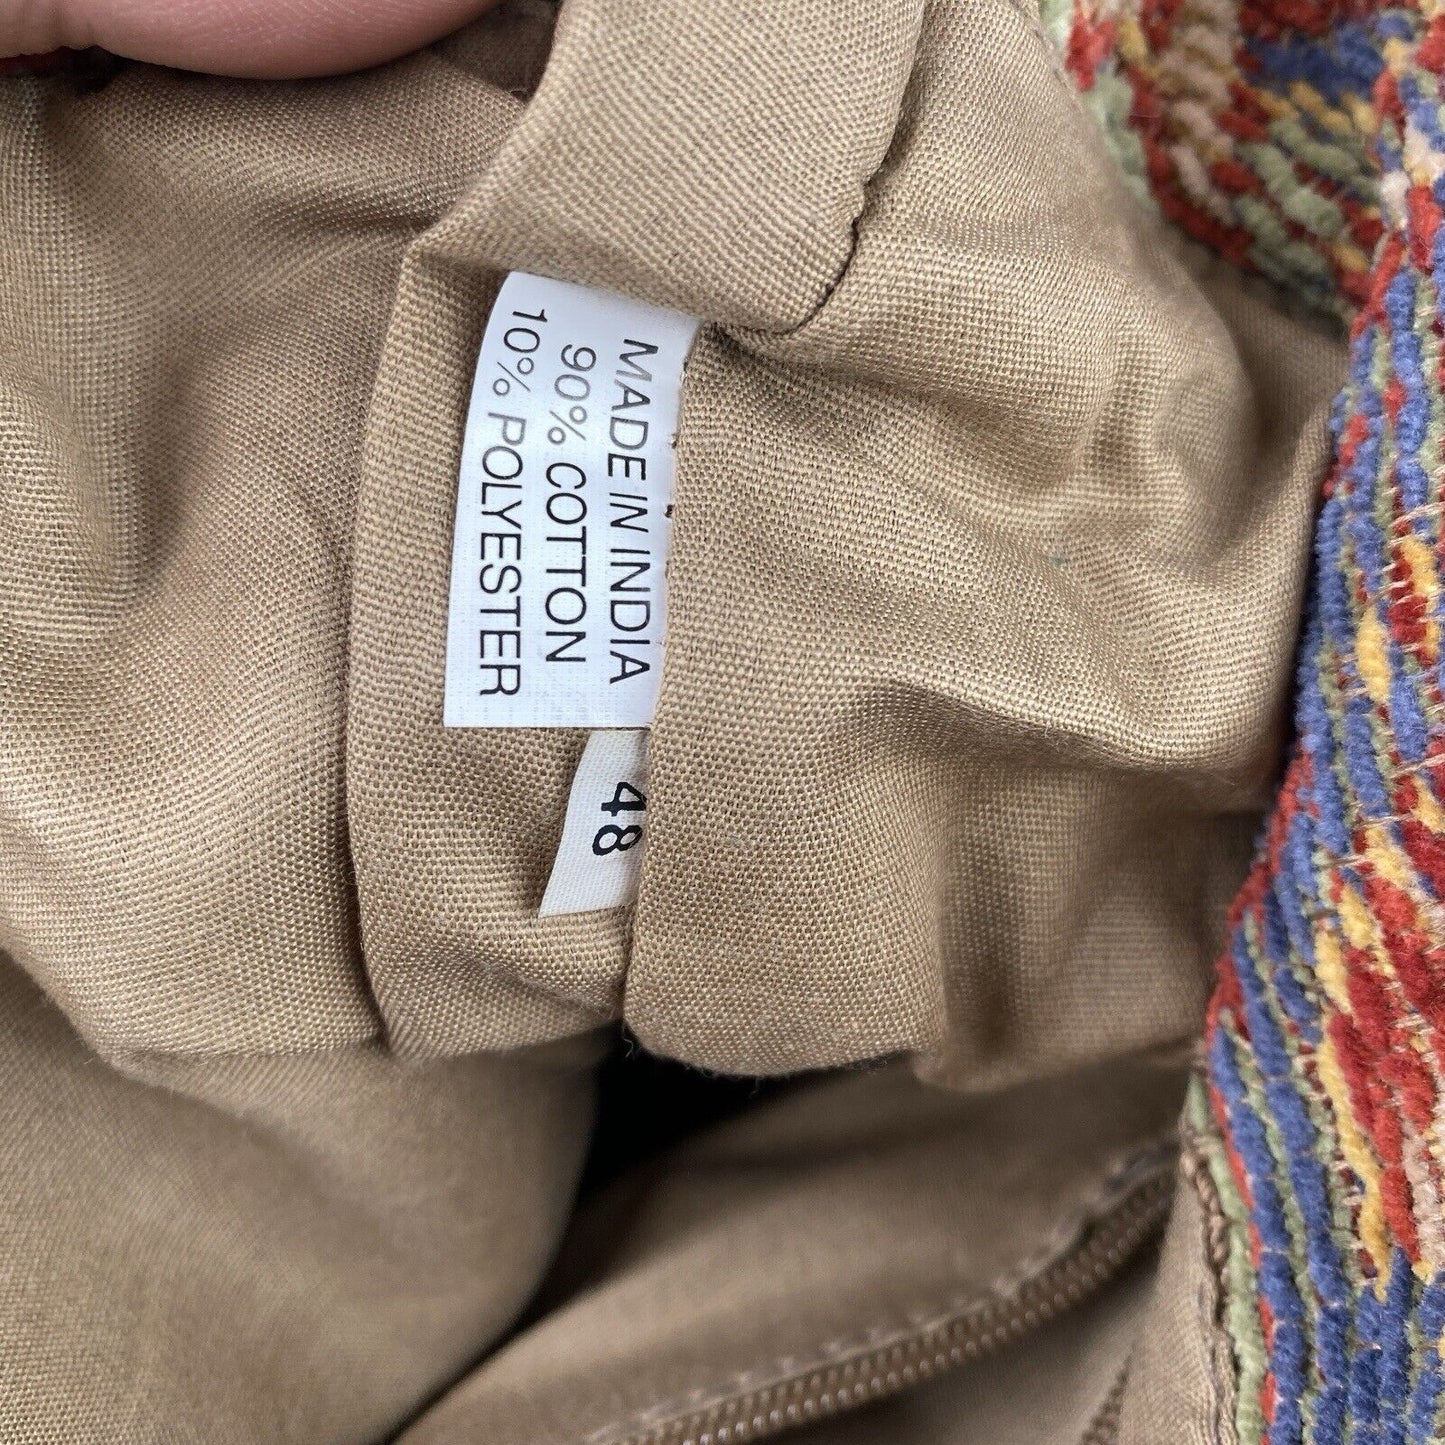 MADE IN INDIA
90% COTTON
10% POLYESTER
48